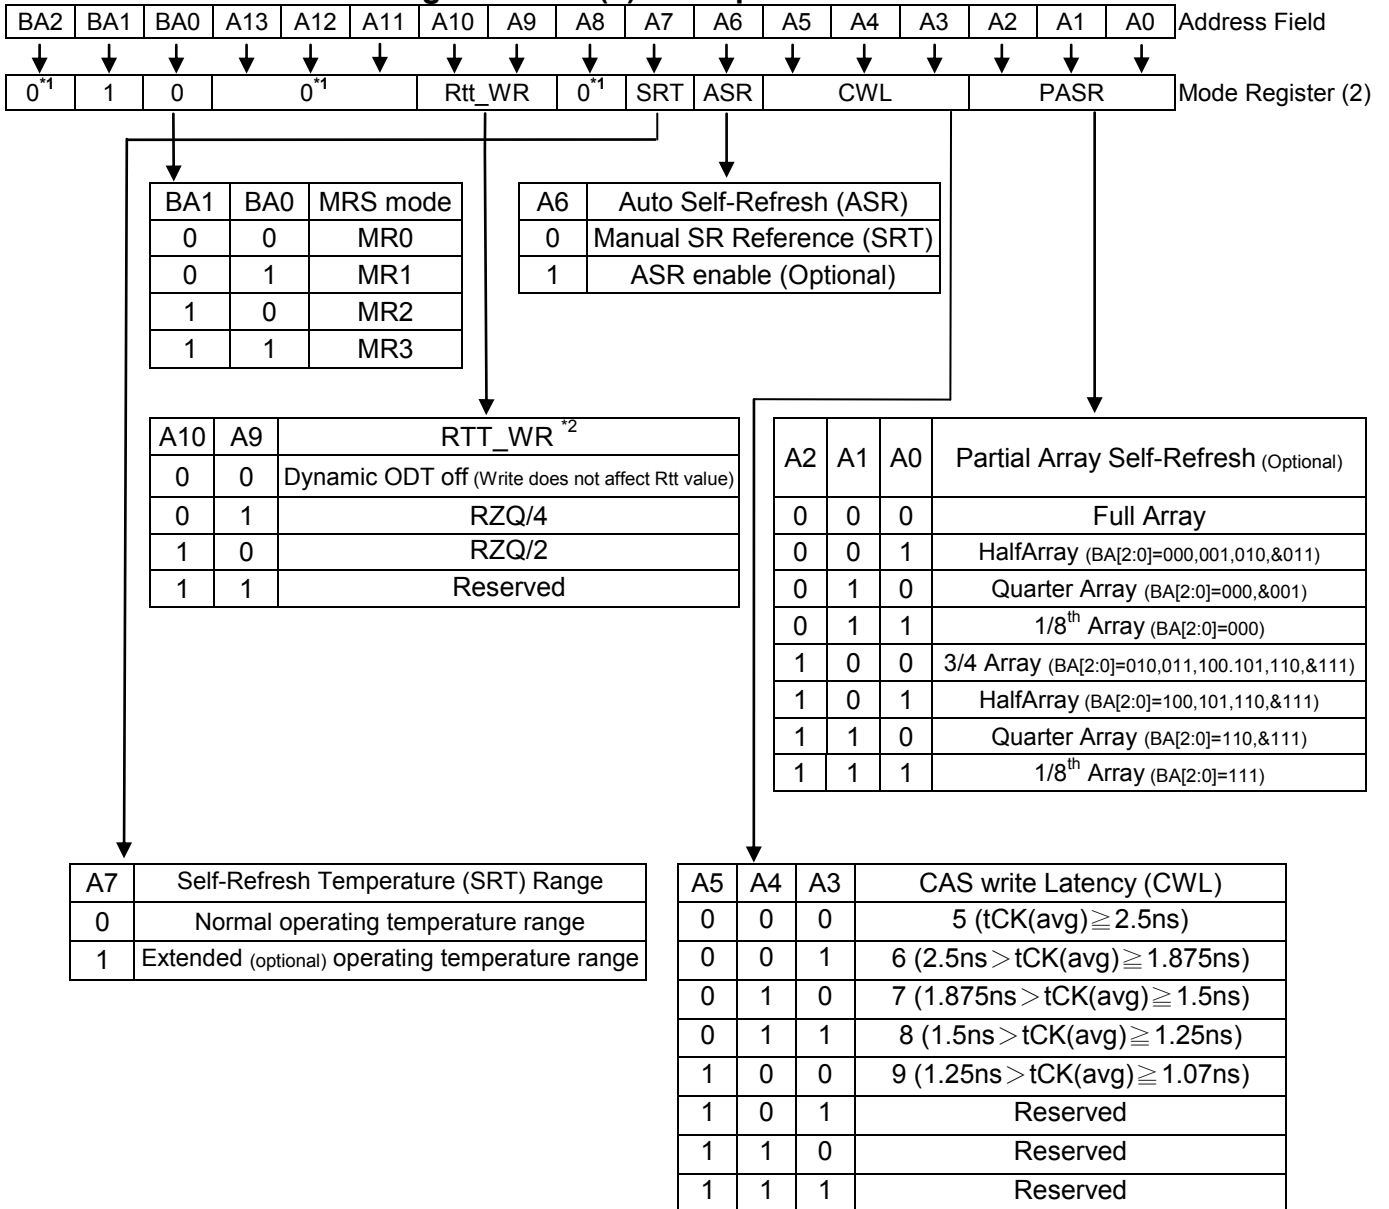 BA2 BA1 BA0 A13 A12 A11 A10 A9 A8 A7 A6 A5 A4 A3 A2 A1 A0 Address Field
0*1 1 0 0*1 Rtt_WR 0*1 SRT ASR CWL PASR Mode Register (2)
BA1 BA0 MRS mode
0 0 MR0
0 1 MR1
1 0 MR2
1 1 MR3
A6 Auto Self-Refresh (ASR)
0 Manual SR Reference (SRT)
1 ASR enable (Optional)
A10 A9 RTT_WR *2
0 0 Dynamic ODT off (Write does not affect Rtt value)
0 1 RZQ/4
1 0 RZQ/2
1 1 Reserved
A2 A1 A0 Partial Array Self-Refresh (Optional)
0 0 0 Full Array
0 0 1 HalfArray (BA[2:0]=000,001,010,&011)
0 1 0 Quarter Array (BA[2:0]=000,&001)
0 1 1 1/8th Array (BA[2:0]=000)
1 0 0 3/4 Array (BA[2:0]=010,011,100.101,110,&111)
1 0 1 HalfArray (BA[2:0]=100,101,110,&111)
1 1 0 Quarter Array (BA[2:0]=110,&111)
1 1 1 1/8th Array (BA[2:0]=111)
A7 Self-Refresh Temperature (SRT) Range
0 Normal operating temperature range
1 Extended (optional) operating temperature range
A5 A4 A3 CAS write Latency (CWL)
0 0 0 5 (tCK(avg)≧2.5ns)
0 0 1 6 (2.5ns>tCK(avg)≧1.875ns)
0 1 0 7 (1.875ns>tCK(avg)≧1.5ns)
0 1 1 8 (1.5ns>tCK(avg)≧1.25ns)
1 0 0 9 (1.25ns>tCK(avg)≧1.07ns)
1 0 1 Reserved
1 1 0 Reserved
1 1 1 Reserved